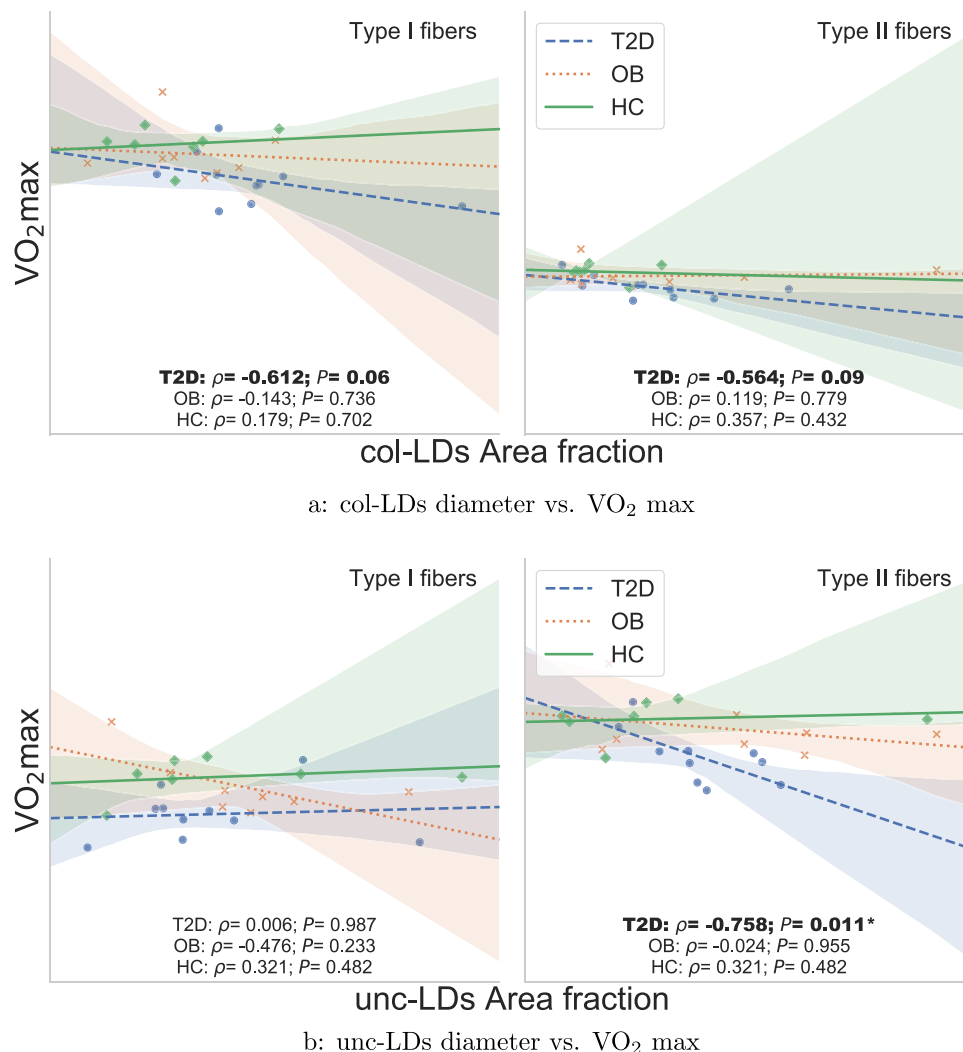 Type I fibers
Type II fibers
T2D
OB
HC
VO₂max
T2D: ρ= -0.612; P= 0.06
OB: ρ= -0.143; P= 0.736
HC: ρ= 0.179; P= 0.702
T2D: ρ= -0.564; P= 0.09
OB: ρ= 0.119; P= 0.779
HC: ρ= 0.357; P= 0.432
col-LDs Area fraction
a: col-LDs diameter vs. VO₂ max
Type I fibers
Type II fibers
T2D
OB
HC
VO₂max
T2D: ρ= 0.006; P= 0.987
OB: ρ= -0.476; P= 0.233
HC: ρ= 0.321; P= 0.482
T2D: ρ= -0.758; P= 0.011*
OB: ρ= -0.024; P= 0.955
HC: ρ= 0.321; P= 0.482
unc-LDs Area fraction
b: unc-LDs diameter vs. VO₂ max